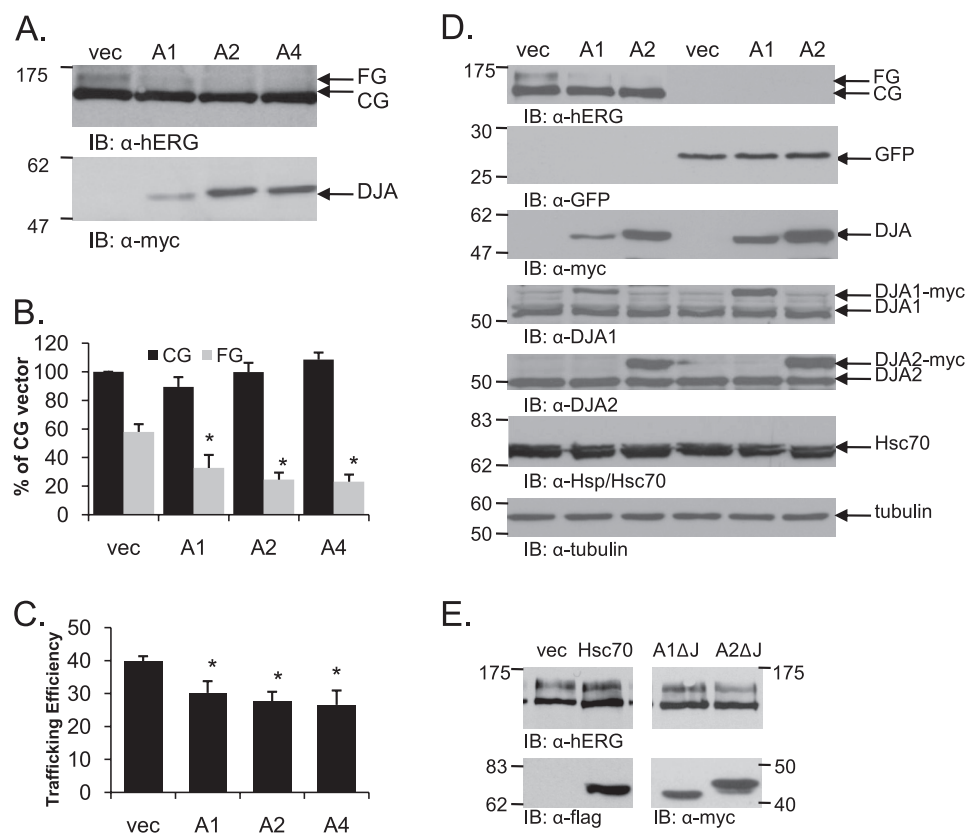 A.
vec A1 A2 A4
175
FG
CG
IB: α-hERG
62
DJA
47
IB: α-myc
B.
CG FG
% of CG vector
120
100
80
60
40
20
0
* * *
vec A1 A2 A4
C.
Trafficking Efficiency
50
40
30
20
10
0
* * *
vec A1 A2 A4
D.
vec A1 A2 vec A1 A2
175
FG
CG
IB: α-hERG
30
GFP
25
IB: α-GFP
62
DJA
47
IB: α-myc
DJA1-myc
DJA1
50
IB: α-DJA1
DJA2-myc
DJA2
50
IB: α-DJA2
83
Hsc70
62
IB: α-Hsp/Hsc70
60
tubulin
50
IB: α-tubulin
E.
vec Hsc70 A1ΔJ A2ΔJ
175 175
IB: α-hERG
83 50
62 40
IB: α-flag IB: α-myc